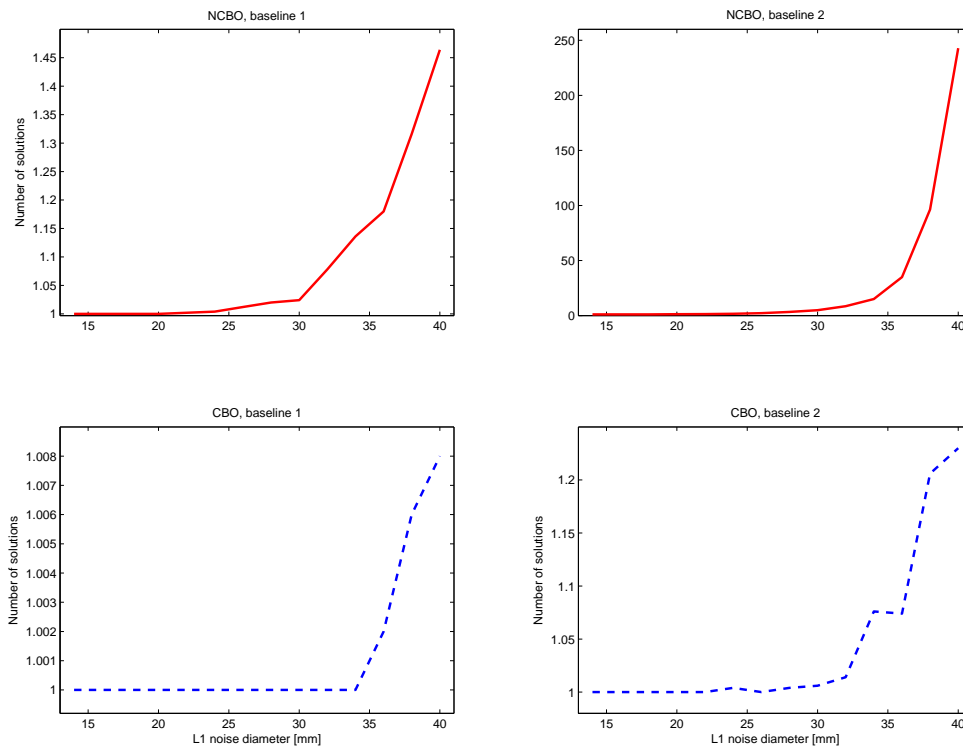 NCBO, baseline 1
Number of solutions
1.45
1.4
1.35
1.3
1.25
1.2
1.15
1.1
1.05
1
15 20 25 30 35 40
NCBO, baseline 2
250
200
150
100
50
0
15 20 25 30 35 40
CBO, baseline 1
Number of solutions
1.008
1.007
1.006
1.005
1.004
1.003
1.002
1.001
1
15 20 25 30 35 40
L1 noise diameter [mm]
CBO, baseline 2
Number of solutions
1.2
1.1
1.05
1
15 20 25 30 35 40
L1 noise diameter [mm]